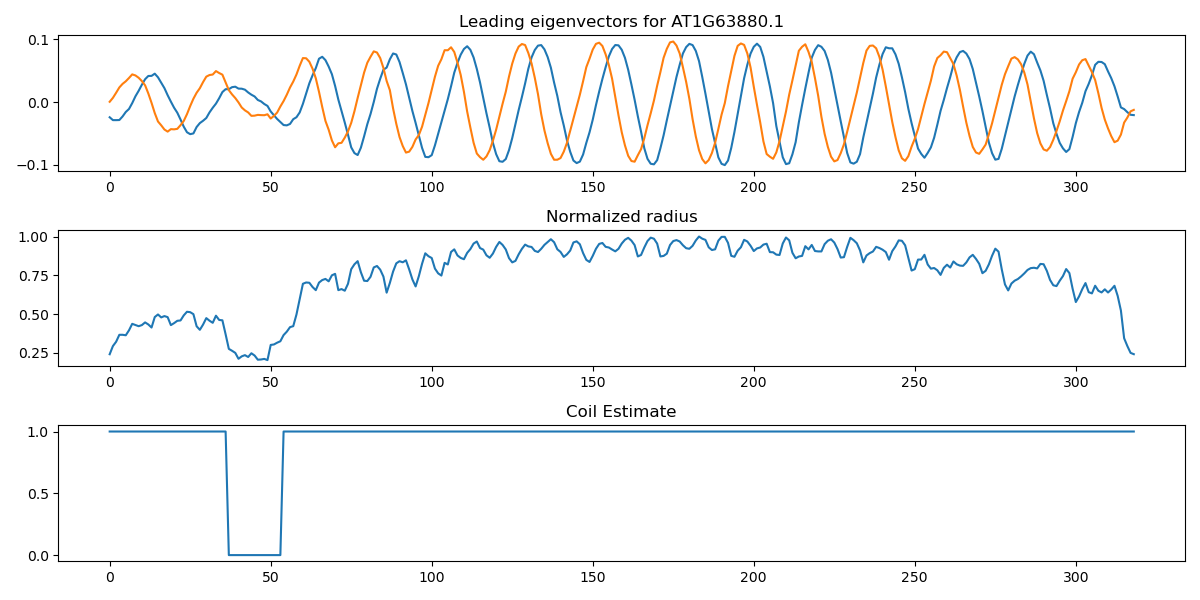 Leading eigenvectors for AT1G63880.1
0.1
0.0
−0.1
0 50 100 150 200 250 300
Normalized radius
1.00
0.75
0.50
0.25
0 50 100 150 200 250 300
Coil Estimate
1.0
0.5
0.0
0 50 100 150 200 250 300